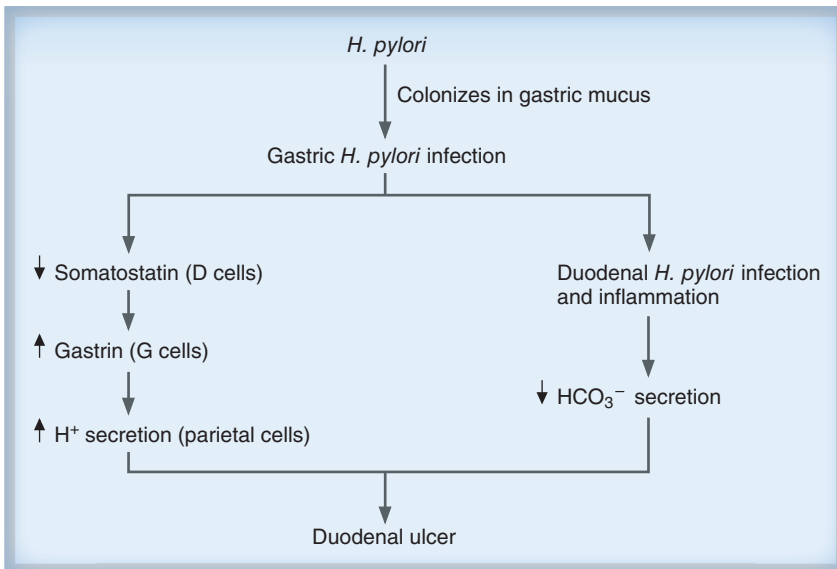 H. pylori
Colonizes in gastric mucus
Gastric H. pylori infection
↓ Somatostatin (D cells)
↑ Gastrin (G cells)
↑ H⁺ secretion (parietal cells)
Duodenal H. pylori infection
and inflammation
↓ HCO₃⁻ secretion
Duodenal ulcer